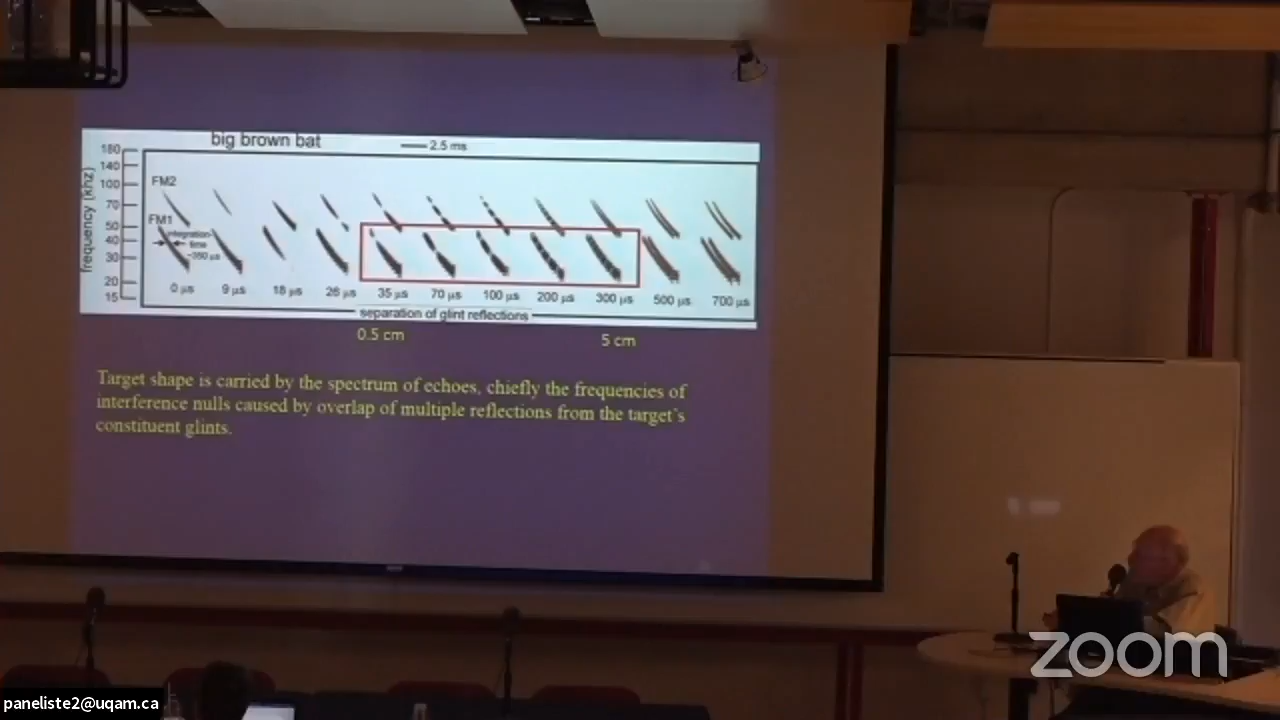 big brown bat
2.5 ms
frequency (khz)
180
140
100
70
50
40
30
20
15
FM2
FM1
integration
time
~350 µs
0 µs 9 µs 18 µs 26 µs 35 µs 70 µs 100 µs 200 µs 300 µs 500 µs 700 µs
separation of glint reflections
0.5 cm 5 cm
Target shape is carried by the spectrum of echoes, chiefly the frequencies of
interference nulls caused by overlap of multiple reflections from the target's
constituent glints.
zoom
paneliste2@uqam.ca